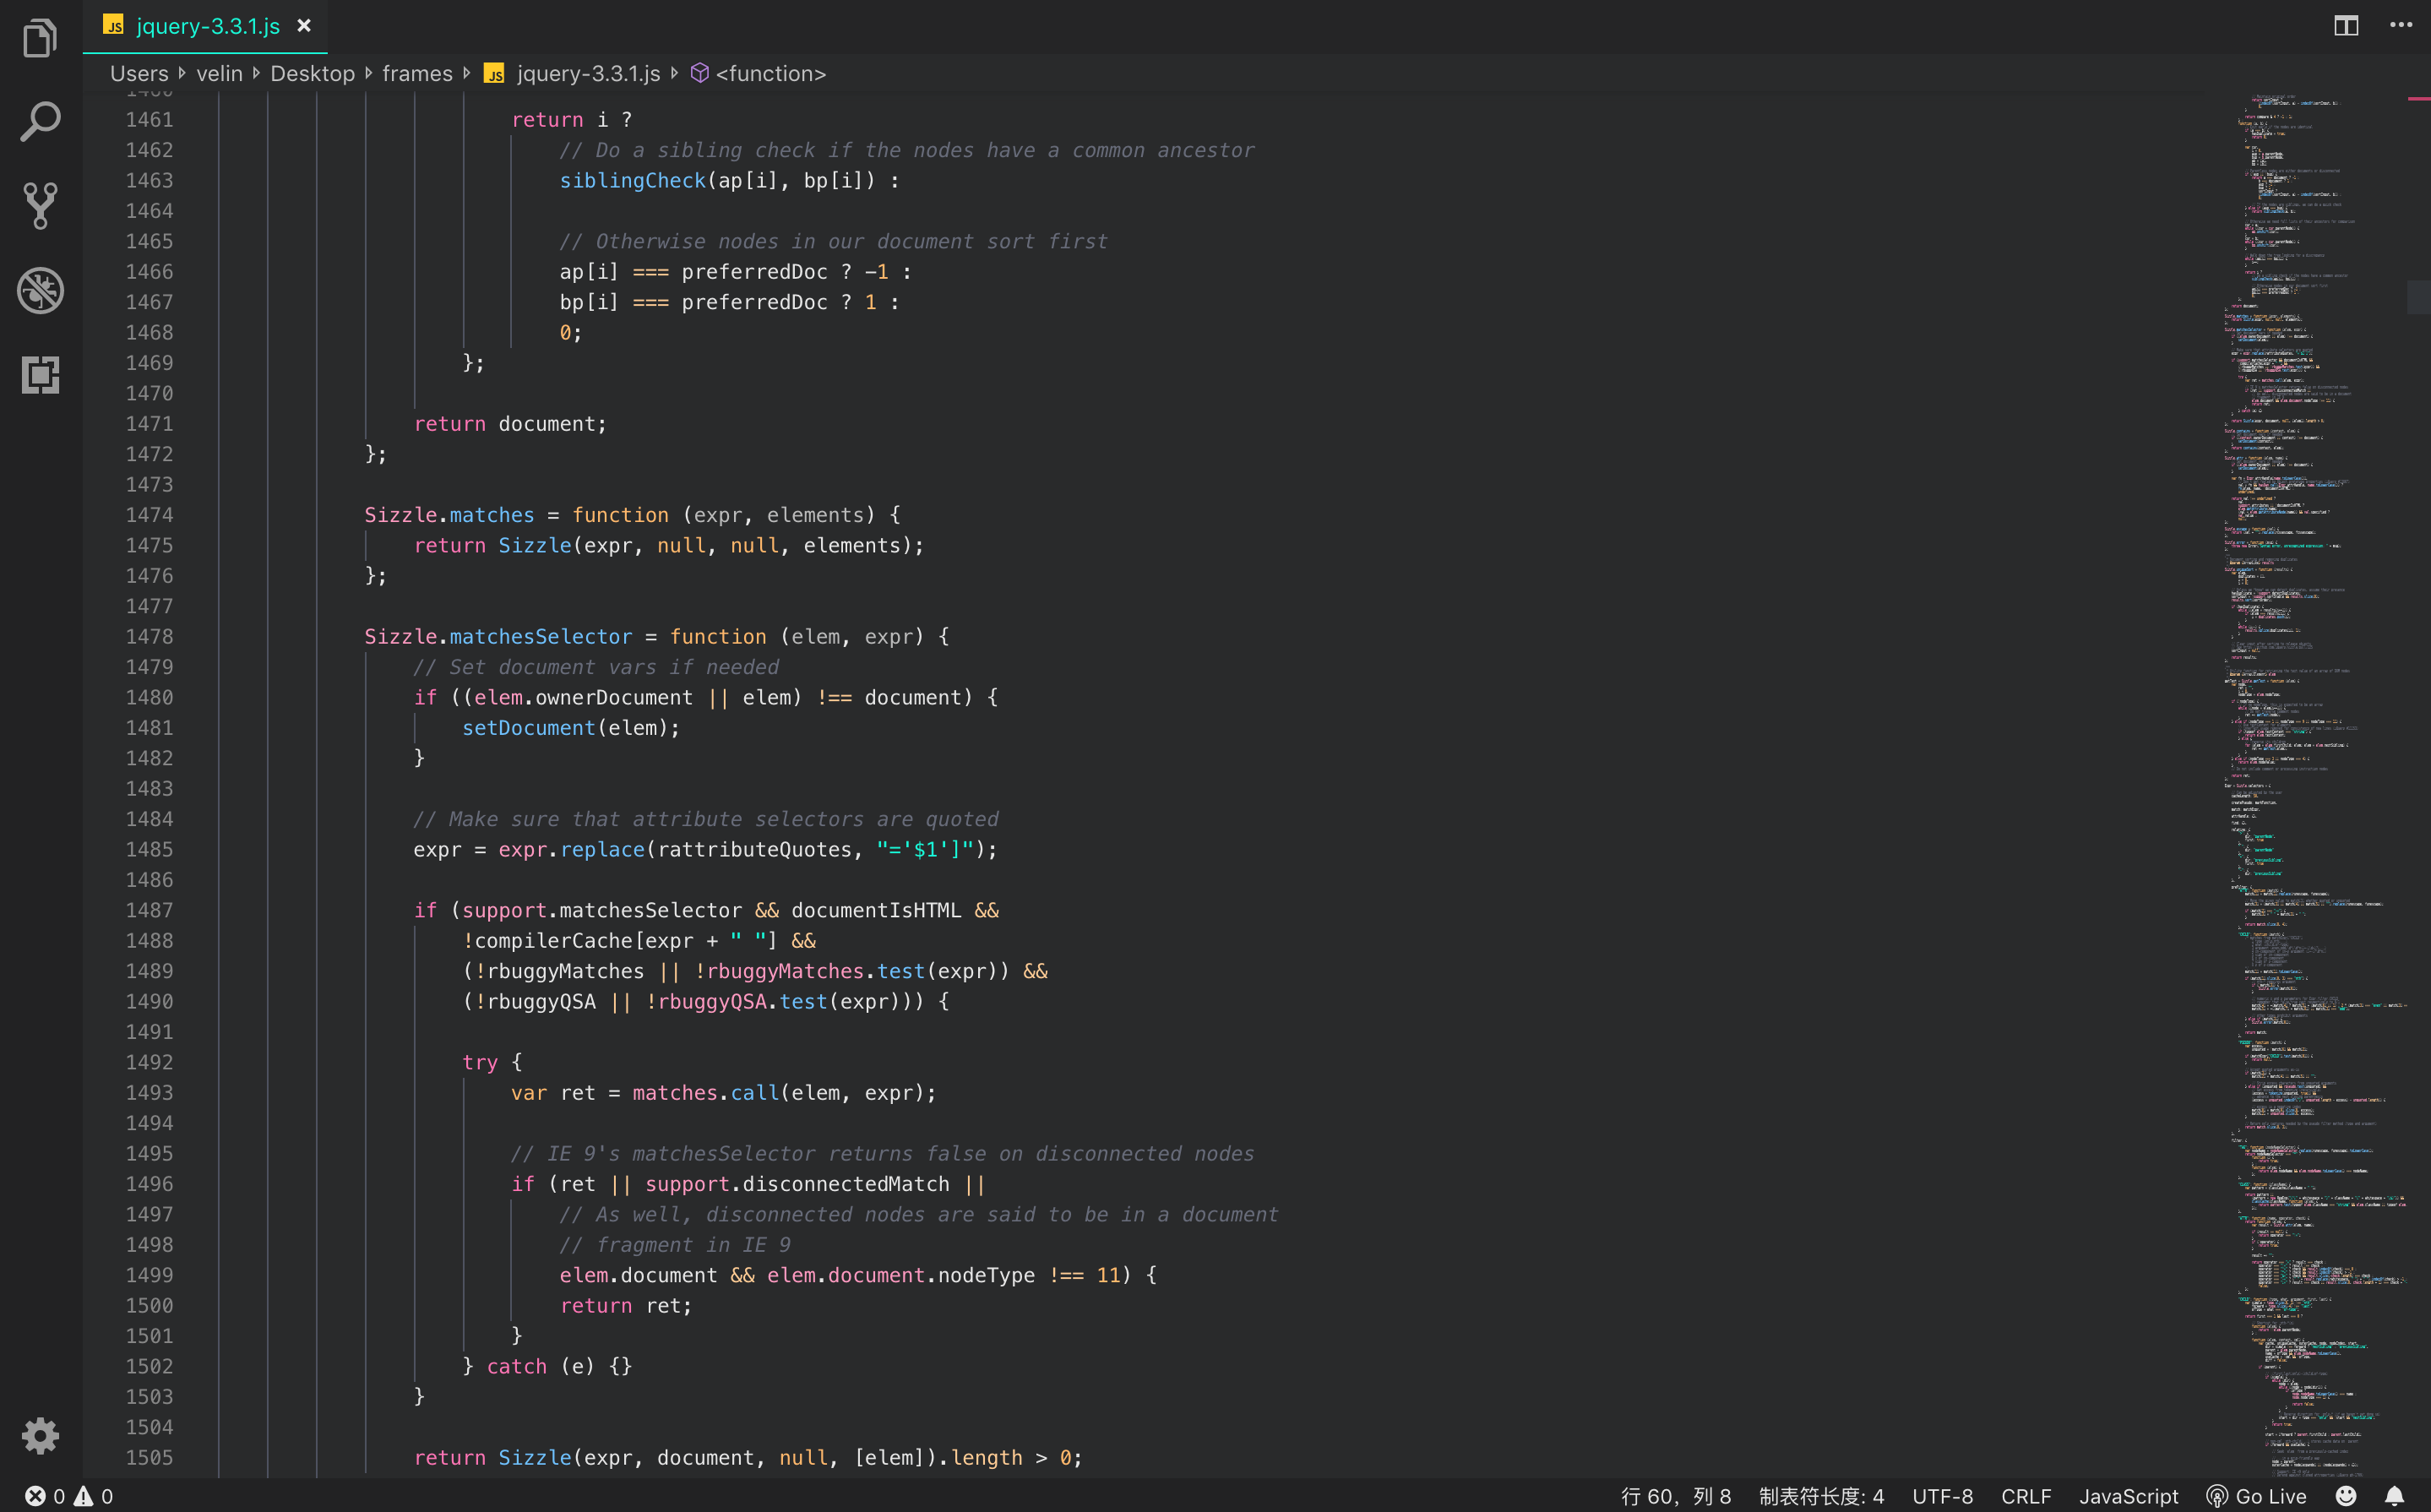 jquery-3.3.1.js
Users velin Desktop frames jquery-3.3.1.js <function>
1460
1461 return i ?
1462 // Do a sibling check if the nodes have a common ancestor
1463 siblingCheck(ap[i], bp[i]) :
1464
1465 // Otherwise nodes in our document sort first
1466 ap[i] === preferredDoc ? -1 :
1467 bp[i] === preferredDoc ? 1 :
1468 0;
1469 };
1470
1471 return document;
1472 };
1473
1474 Sizzle.matches = function (expr, elements) {
1475 return Sizzle(expr, null, null, elements);
1476 };
1477
1478 Sizzle.matchesSelector = function (elem, expr) {
1479 // Set document vars if needed
1480 if ((elem.ownerDocument || elem) !== document) {
1481 setDocument(elem);
1482 }
1483
1484 // Make sure that attribute selectors are quoted
1485 expr = expr.replace(rattributeQuotes, "='$1']");
1486
1487 if (support.matchesSelector && documentIsHTML &&
1488 !compilerCache[expr + " "] &&
1489 (!rbuggyMatches || !rbuggyMatches.test(expr)) &&
1490 (!rbuggyQSA || !rbuggyQSA.test(expr))) {
1491
1492 try {
1493 var ret = matches.call(elem, expr);
1494
1495 // IE 9's matchesSelector returns false on disconnected nodes
1496 if (ret || support.disconnectedMatch ||
1497 // As well, disconnected nodes are said to be in a document
1498 // fragment in IE 9
1499 elem.document && elem.document.nodeType !== 11) {
1500 return ret;
1501 }
1502 } catch (e) {}
1503 }
1504
1505 return Sizzle(expr, document, null, [elem]).length > 0;
0 0 行 60，列 8 制表符长度: 4 UTF-8 CRLF JavaScript Go Live